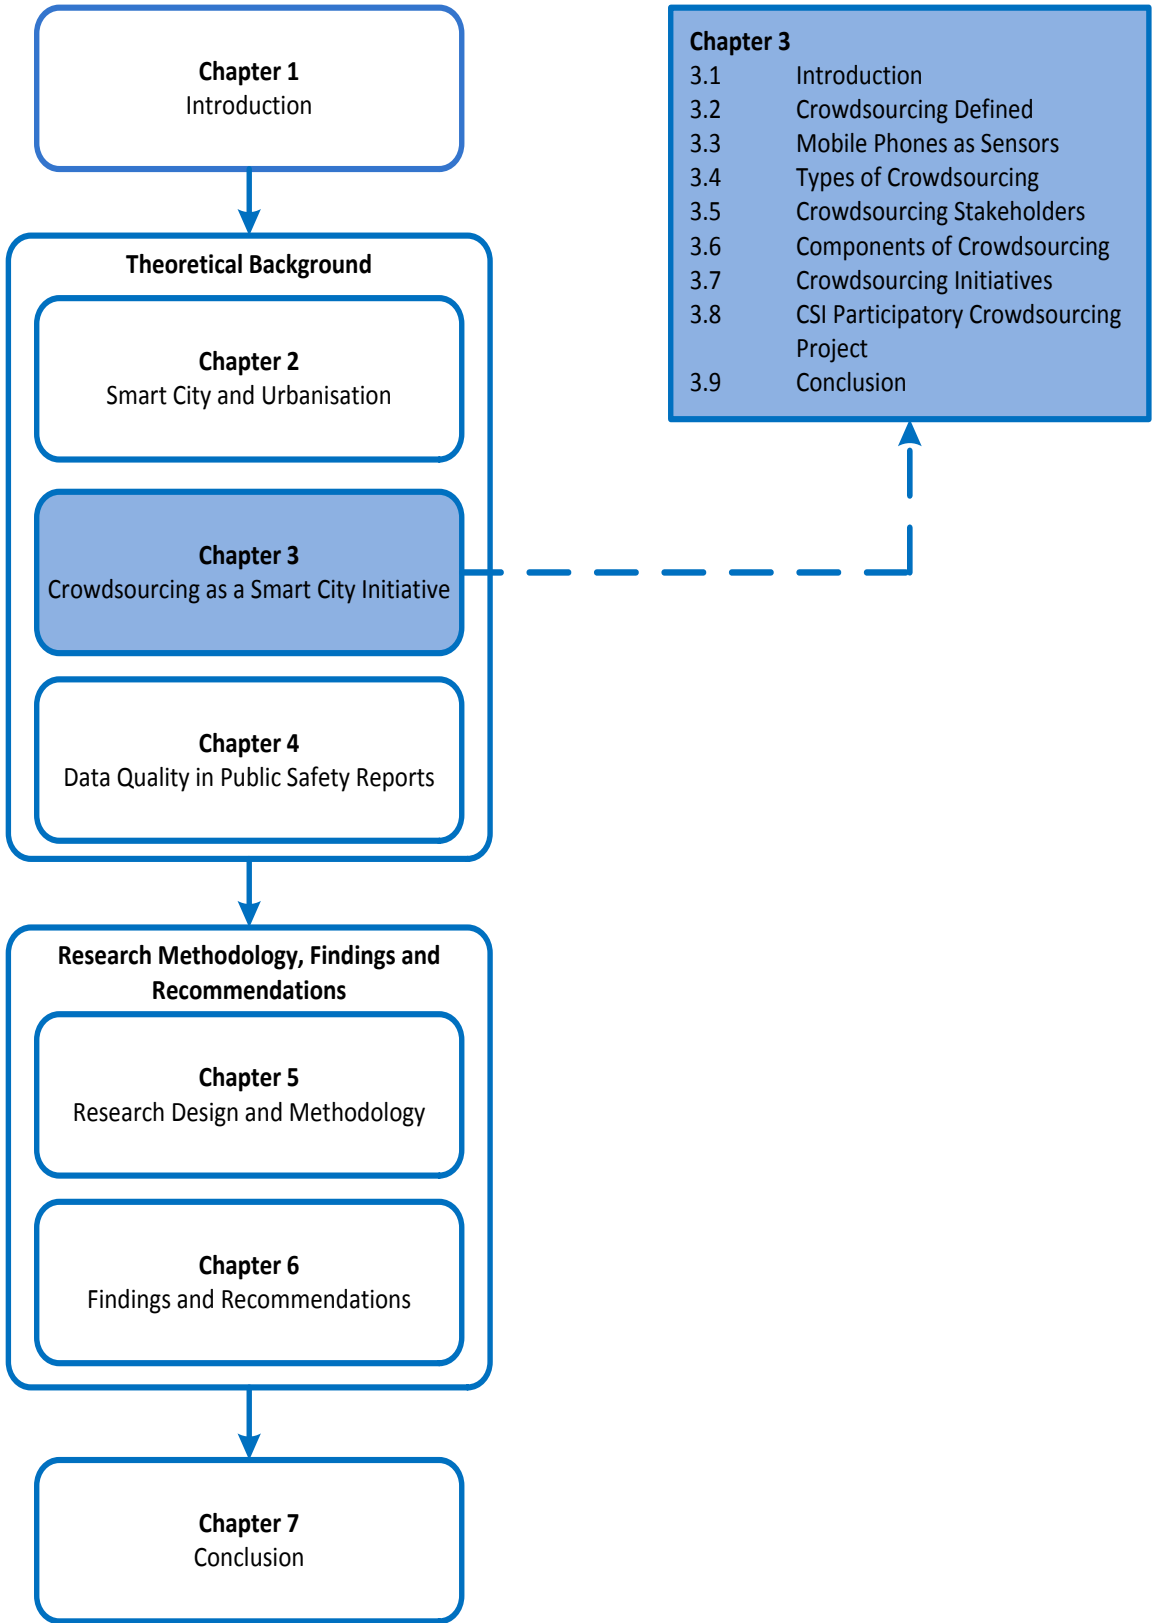 Chapter 1
Introduction
Theoretical Background
Chapter 2
Smart City and Urbanisation
Chapter 3
Crowdsourcing as a Smart City Initiative
Chapter 4
Data Quality in Public Safety Reports
Research Methodology, Findings and
Recommendations
Chapter 5
Research Design and Methodology
Chapter 6
Findings and Recommendations
Chapter 7
Conclusion
Chapter 3
3.1 Introduction
3.2 Crowdsourcing Defined
3.3 Mobile Phones as Sensors
3.4 Types of Crowdsourcing
3.5 Crowdsourcing Stakeholders
3.6 Components of Crowdsourcing
3.7 Crowdsourcing Initiatives
3.8 CSI Participatory Crowdsourcing
Project
3.9 Conclusion